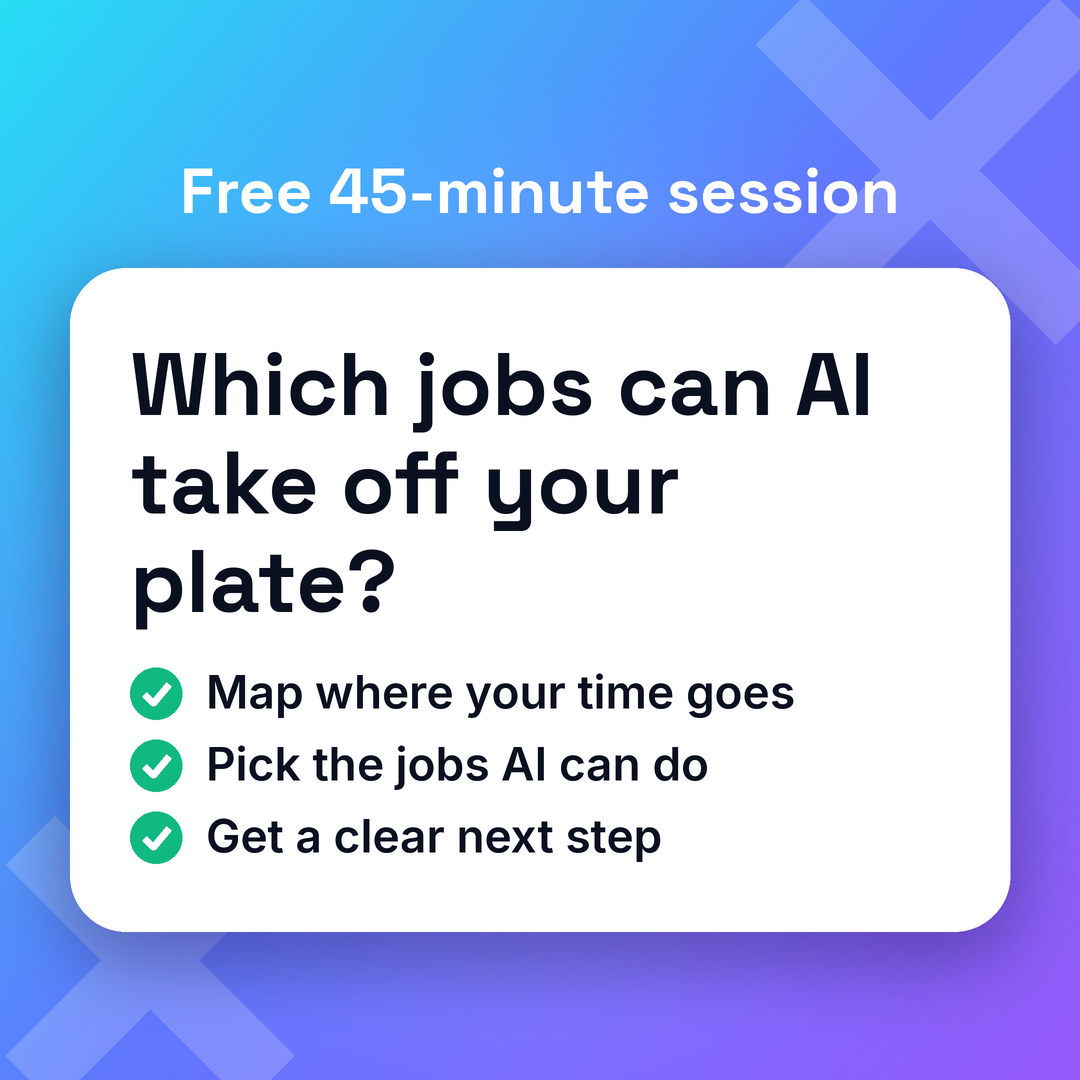 Free 45-minute session
Which jobs can AI
take off your
plate?
Map where your time goes
Pick the jobs AI can do
Get a clear next step